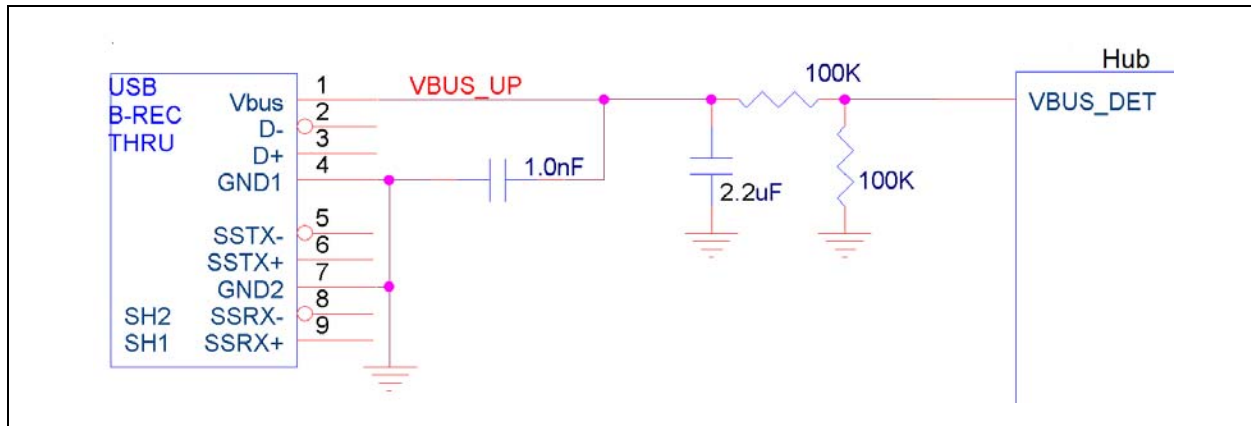 Hub
USB
B-REC
THRU
1
VBUS_UP
100K
Vbus
VBUS_DET
2
D-
3
D+
4
GND1
1.0nF
2.2uF
100K
5
SSTX-
6
SSTX+
7
GND2
8
SH2
SSRX-
9
SH1
SSRX+